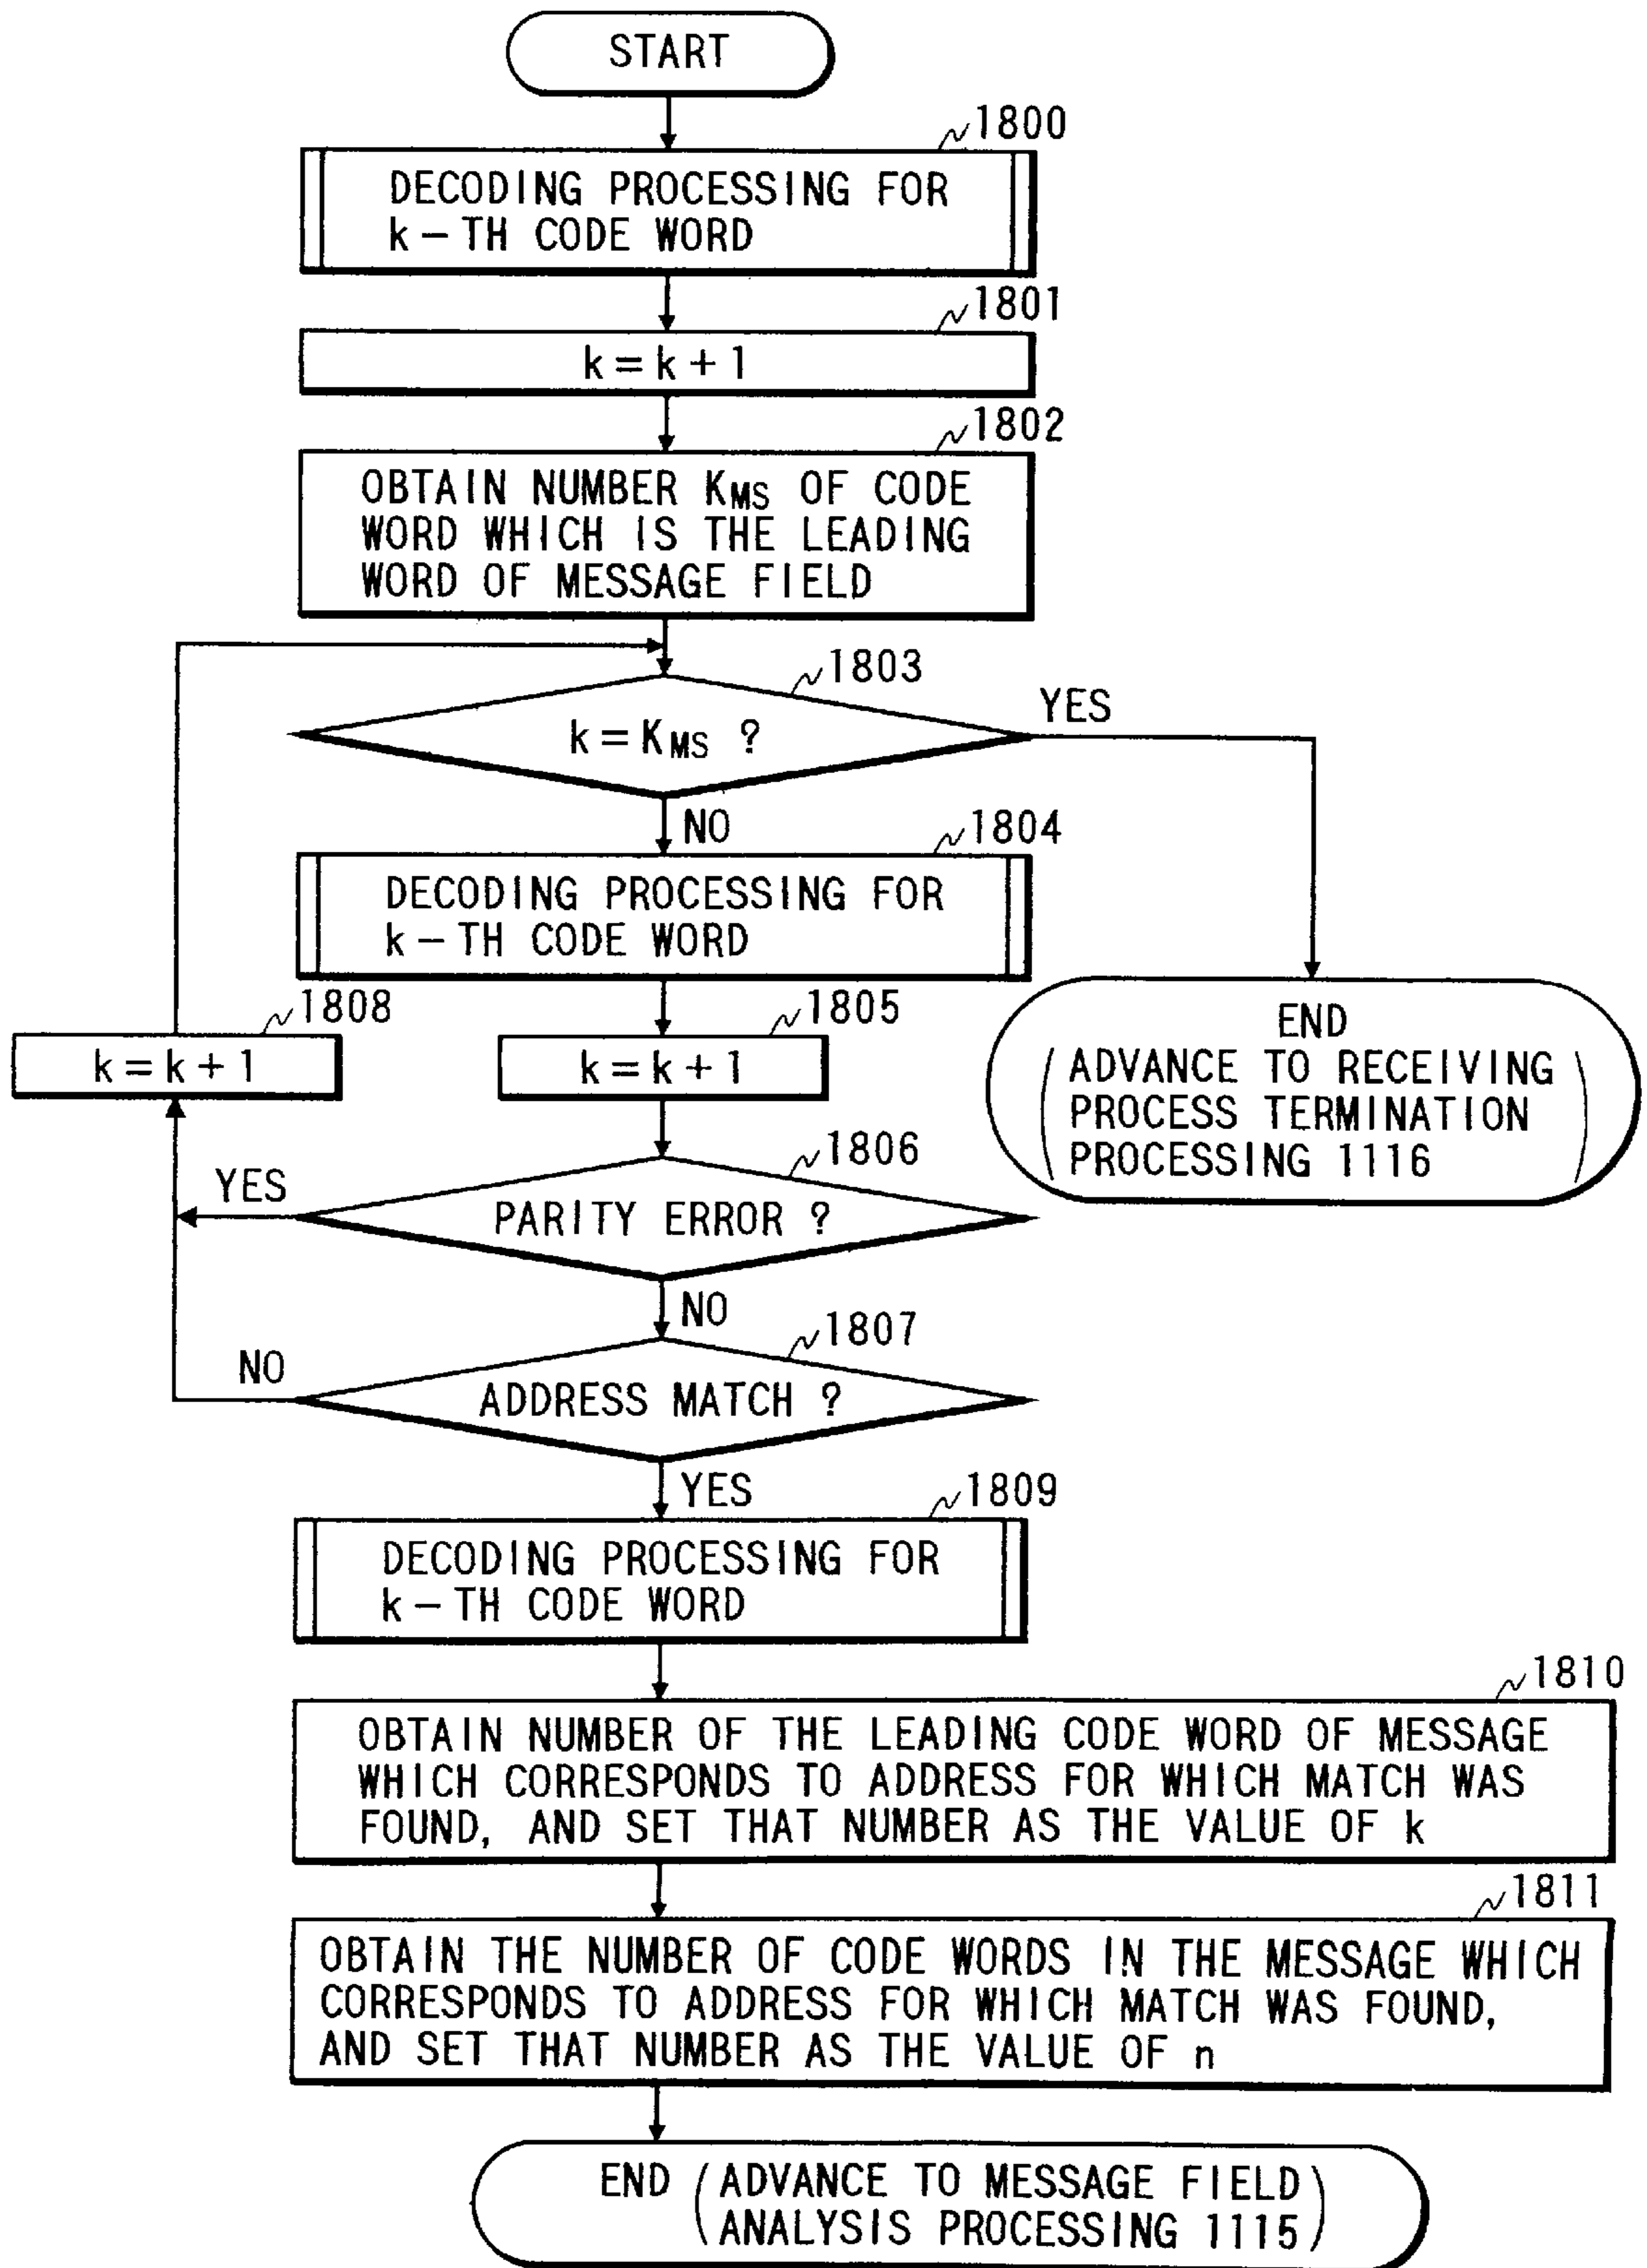 START
1800
DECODING PROCESSING FOR
k – TH CODE WORD
1801
k = k + 1
1802
OBTAIN NUMBER KMS OF CODE
WORD WHICH IS THE LEADING
WORD OF MESSAGE FIELD
1803
k = KMS ?
YES
NO
1804
DECODING PROCESSING FOR
k – TH CODE WORD
1808
k = k + 1
1805
k = k + 1
END
(ADVANCE TO RECEIVING
PROCESS TERMINATION
PROCESSING 1116)
1806
PARITY ERROR ?
YES
NO
1807
ADDRESS MATCH ?
NO
YES
1809
DECODING PROCESSING FOR
k – TH CODE WORD
1810
OBTAIN NUMBER OF THE LEADING CODE WORD OF MESSAGE
WHICH CORRESPONDS TO ADDRESS FOR WHICH MATCH WAS
FOUND, AND SET THAT NUMBER AS THE VALUE OF k
1811
OBTAIN THE NUMBER OF CODE WORDS IN THE MESSAGE WHICH
CORRESPONDS TO ADDRESS FOR WHICH MATCH WAS FOUND,
AND SET THAT NUMBER AS THE VALUE OF n
END (ADVANCE TO MESSAGE FIELD
ANALYSIS PROCESSING 1115)